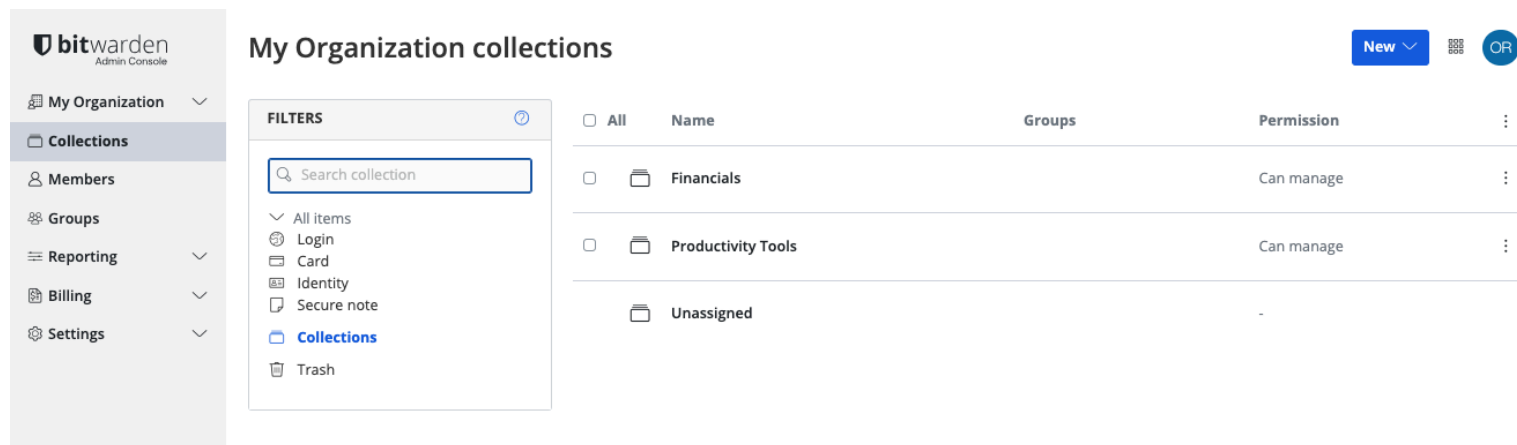 bitwarden
Admin Console
My Organization
Collections
Members
Groups
Reporting
Billing
Settings
My Organization collections
New
OR
FILTERS
Search collection
All items
Login
Card
Identity
Secure note
Collections
Trash
All Name Groups Permission
Financials Can manage
Productivity Tools Can manage
Unassigned -